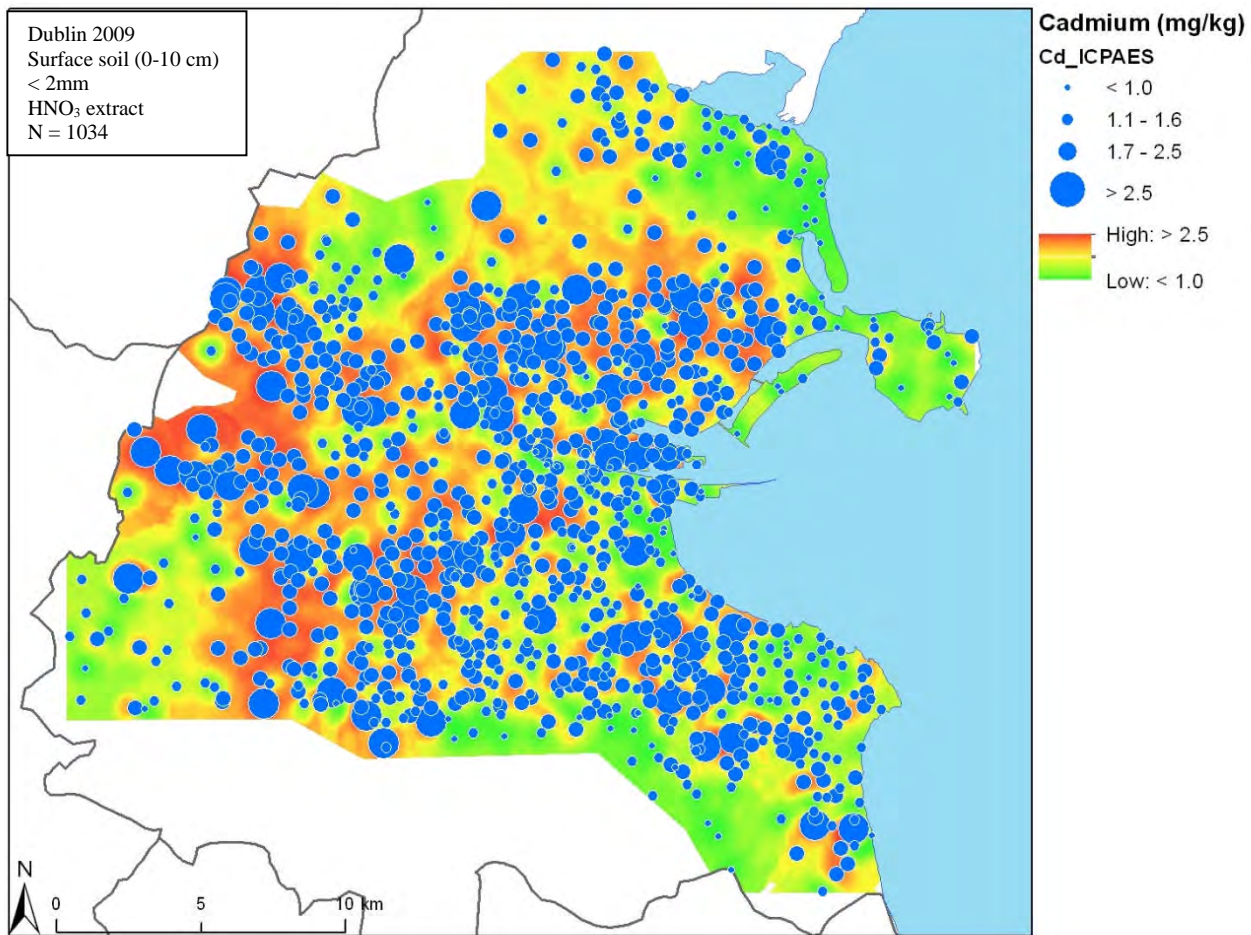 Dublin 2009
Surface soil (0-10 cm)
< 2mm
HNO₃ extract
N = 1034
Cadmium (mg/kg)
Cd_ICPAES
< 1.0
1.1 - 1.6
1.7 - 2.5
> 2.5
High: > 2.5
Low: < 1.0
N
0 5 10 km